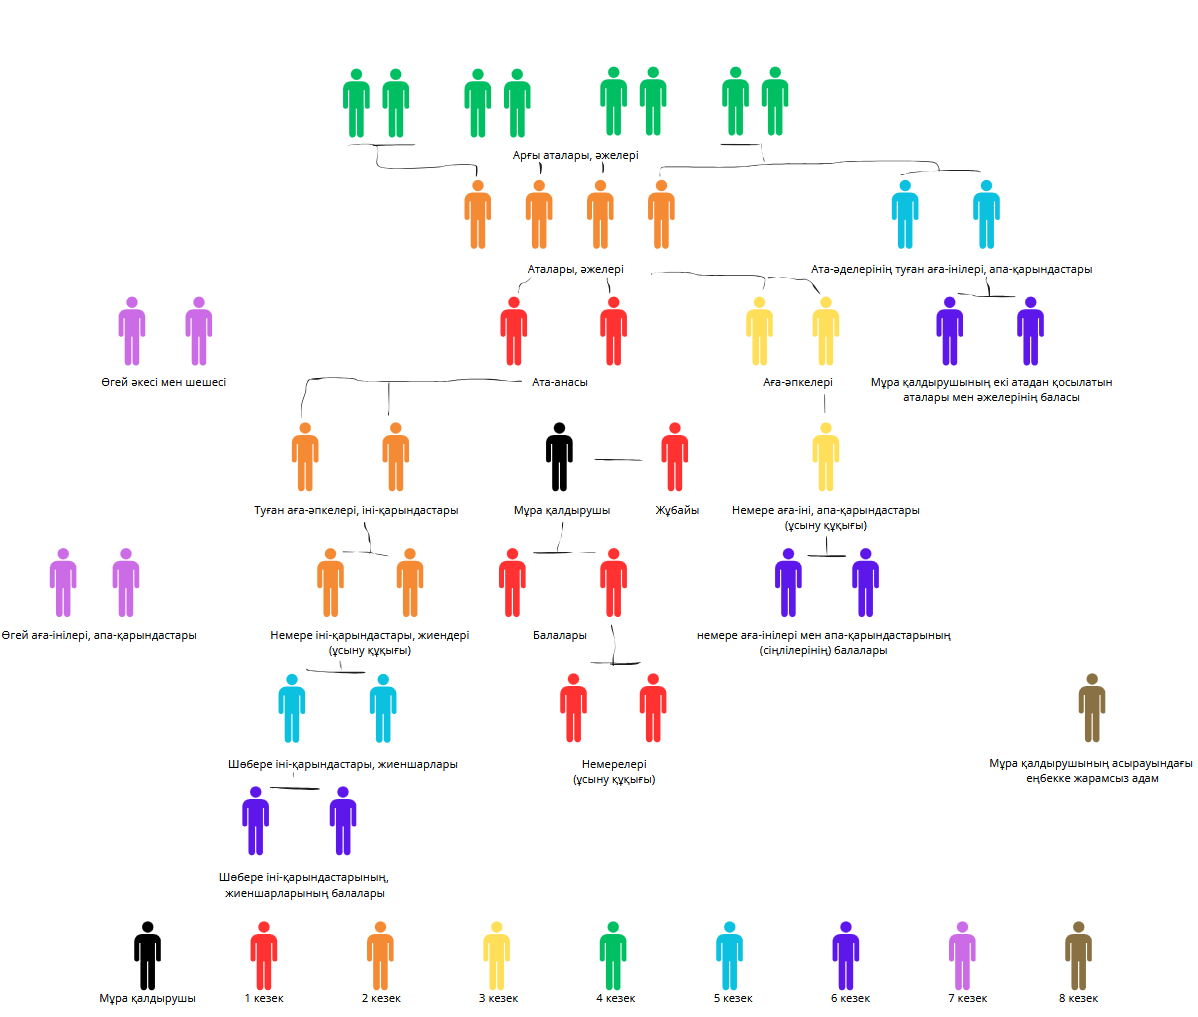 Арғы аталары, әжелері
Аталары, әжелері
Ата-әделерінің туған аға-інілері, апа-қарындастары
Өгей әкесі мен шешесі
Ата-анасы
Аға-әпкелері
Мұра қалдырушының екі атадан қосылатын
аталары мен әжелерінің баласы
Туған аға-әпкелері, іні-қарындастары
Мұра қалдырушы
Жұбайы
Немере аға-іні, апа-қарындастары
(ұсыну құқығы)
Өгей аға-інілері, апа-қарындастары
Немере іні-қарындастары, жиендері
(ұсыну құқығы)
Балалары
немере аға-інілері мен апа-қарындастарының
(сіңлілерінің) балалары
Шөбере іні-қарындастары, жиеншарлары
Немерелері
(ұсыну құқығы)
Мұра қалдырушының асырауындағы
еңбекке жарамсыз адам
Шөбере іні-қарындастарының,
жиеншарларының балалары
Мұра қалдырушы
1 кезек
2 кезек
3 кезек
4 кезек
5 кезек
6 кезек
7 кезек
8 кезек